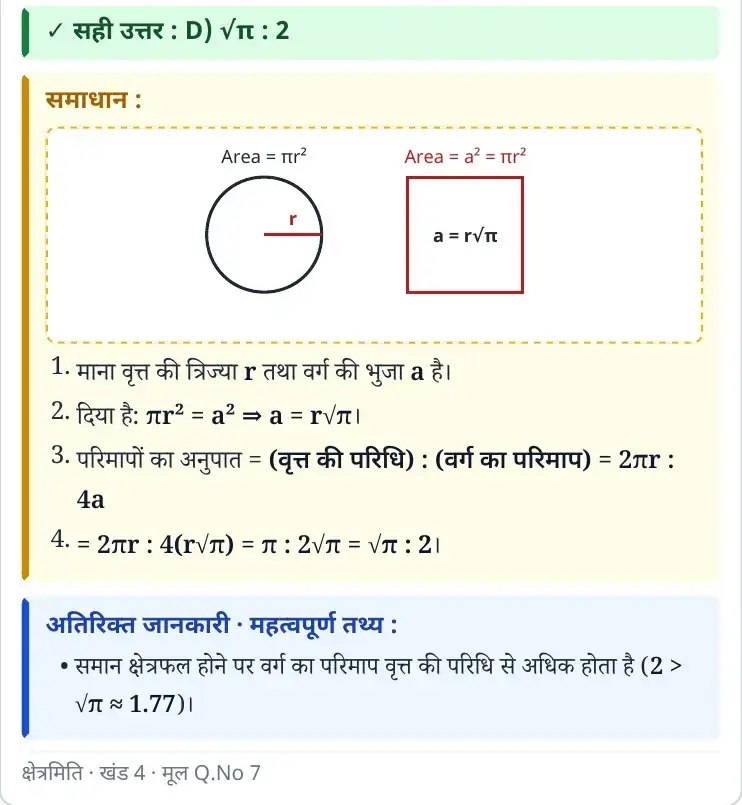 ✓ सही उत्तर : D) √π : 2
समाधान :
Area = πr²
Area = a² = πr²
r
a = r√π
1. माना वृत्त की त्रिज्या r तथा वर्ग की भुजा a है।
2. दिया है: πr² = a² ⇒ a = r√π।
3. परिमापों का अनुपात = (वृत्त की परिधि) : (वर्ग का परिमाप) = 2πr :
4a
4. = 2πr : 4(r√π) = π : 2√π = √π : 2।
अतिरिक्त जानकारी · महत्वपूर्ण तथ्य :
• समान क्षेत्रफल होने पर वर्ग का परिमाप वृत्त की परिधि से अधिक होता है (2 >
√π ≈ 1.77)।
क्षेत्रमिति · खंड 4 · मूल Q.No 7